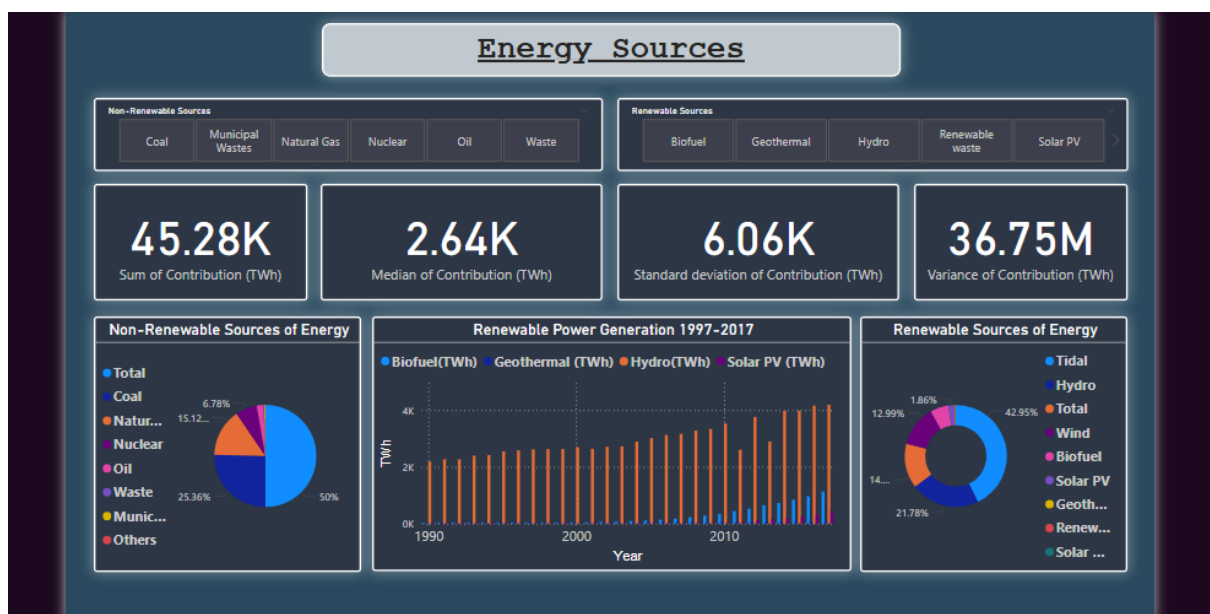 Energy Sources
Non-Renewable Sources
Coal
Municipal
Wastes
Natural Gas
Nuclear
Oil
Waste
Renewable Sources
Biofuel
Geothermal
Hydro
Renewable
waste
Solar PV
45.28K
Sum of Contribution (TWh)
2.64K
Median of Contribution (TWh)
6.06K
Standard deviation of Contribution (TWh)
36.75M
Variance of Contribution (TWh)
Non-Renewable Sources of Energy
Total
Coal
Natur...
Nuclear
Oil
Waste
Munic...
Others
6.78%
15.12...
25.36%
50%
Renewable Power Generation 1997-2017
Biofuel(TWh) Geothermal (TWh) Hydro(TWh) Solar PV (TWh)
TWh
4K
2K
0K
1990 2000 2010
Year
Renewable Sources of Energy
1.86%
12.99%
42.95%
14....
21.78%
Tidal
Hydro
Total
Wind
Biofuel
Solar PV
Geoth...
Renew...
Solar ...